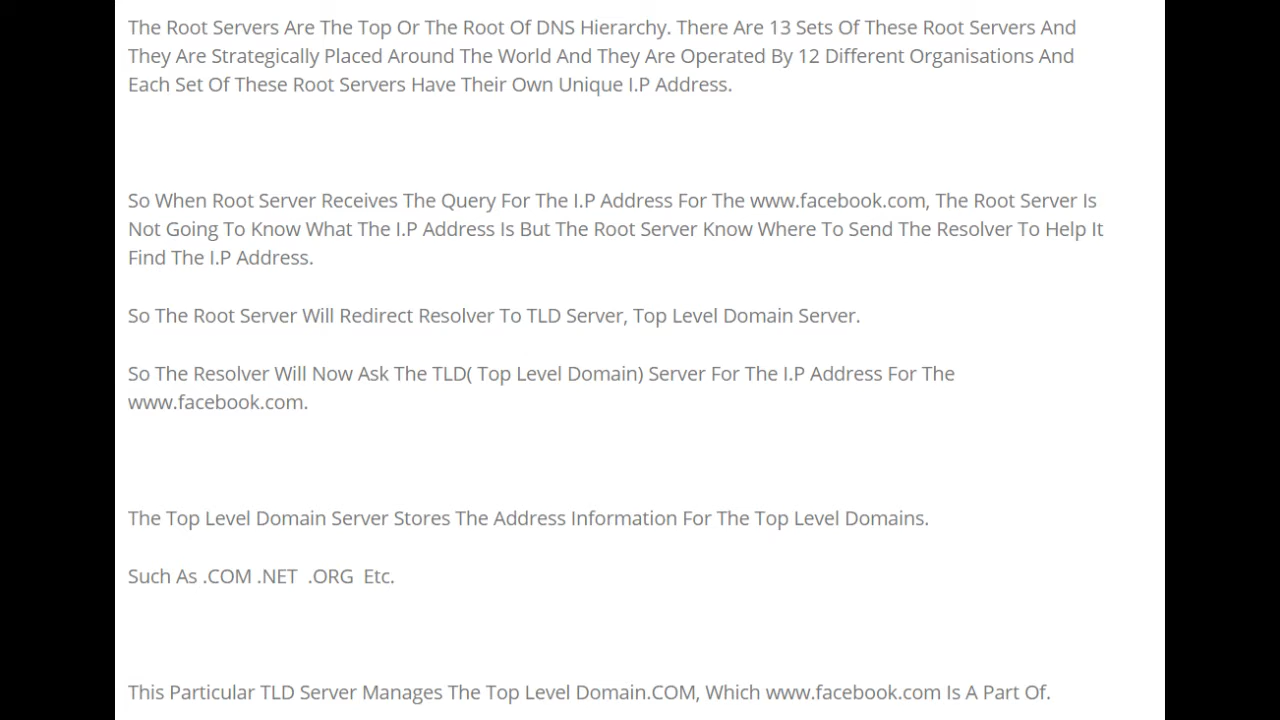 The Root Servers Are The Top Or The Root Of DNS Hierarchy. There Are 13 Sets Of These Root Servers And
They Are Strategically Placed Around The World And They Are Operated By 12 Different Organisations And
Each Set Of These Root Servers Have Their Own Unique I.P Address.
So When Root Server Receives The Query For The I.P Address For The www.facebook.com, The Root Server Is
Not Going To Know What The I.P Address Is But The Root Server Know Where To Send The Resolver To Help It
Find The I.P Address.
So The Root Server Will Redirect Resolver To TLD Server, Top Level Domain Server.
So The Resolver Will Now Ask The TLD( Top Level Domain) Server For The I.P Address For The
www.facebook.com.
The Top Level Domain Server Stores The Address Information For The Top Level Domains.
Such As .COM .NET  .ORG  Etc.
This Particular TLD Server Manages The Top Level Domain.COM, Which www.facebook.com Is A Part Of.